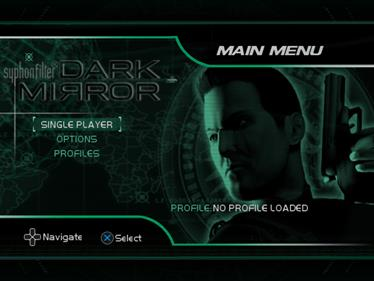 MAIN MENU
syphonfilter
DARK
MIRROR
SINGLE PLAYER
OPTIONS
PROFILES
PROFILE: NO PROFILE LOADED
Navigate
Select